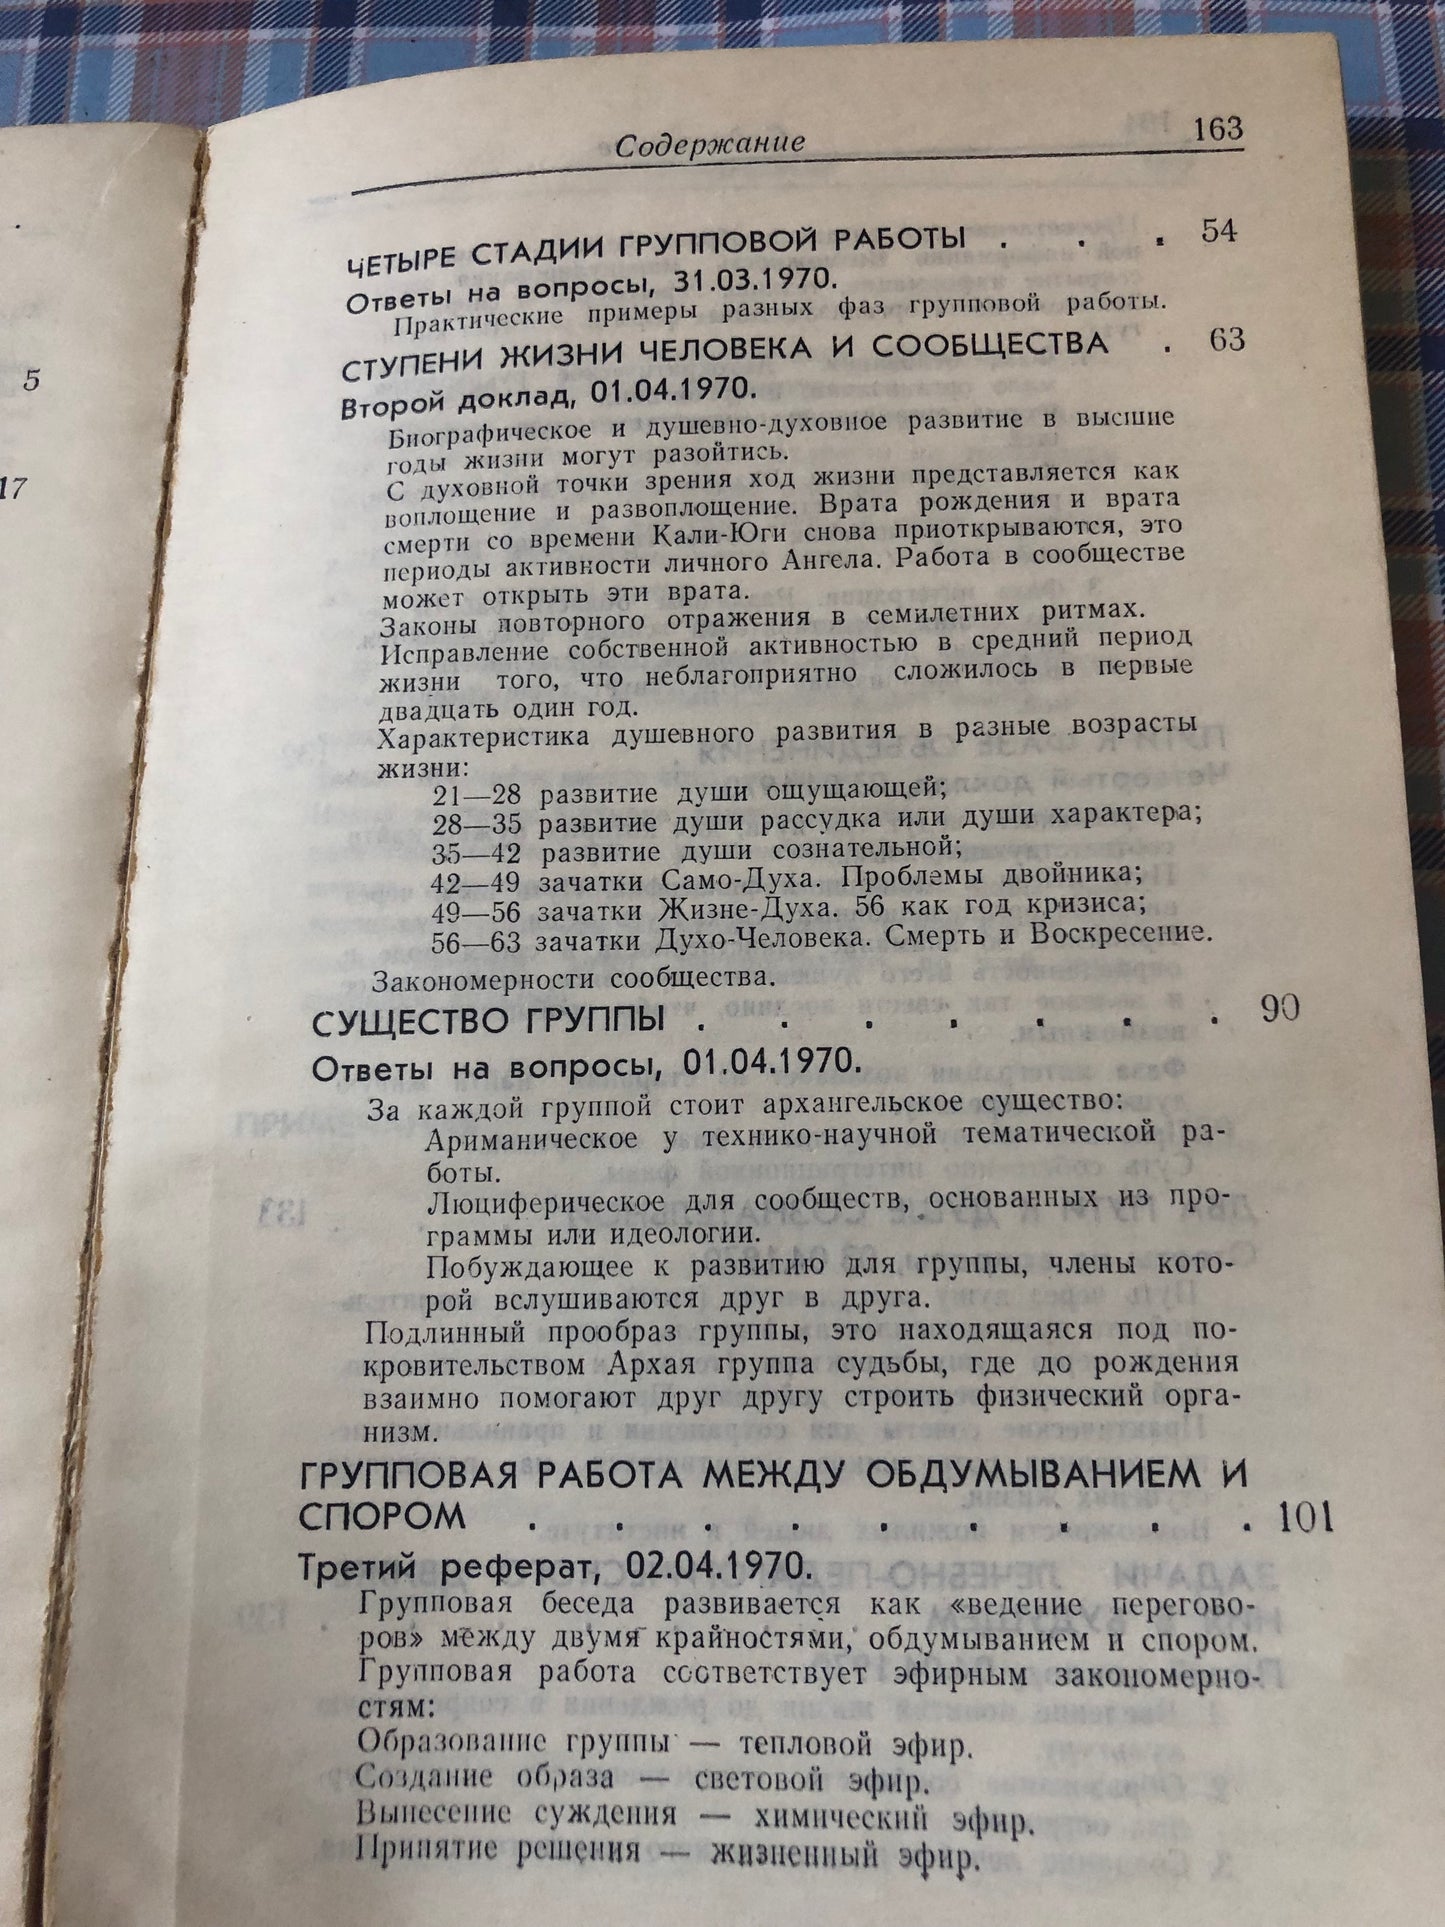 5
17
Содержание 163
ЧЕТЫРЕ СТАДИИ ГРУППОВОЙ РАБОТЫ . . . 54
Ответы на вопросы, 31.03.1970.
Практические примеры разных фаз групповой работы.
СТУПЕНИ ЖИЗНИ ЧЕЛОВЕКА И СООБЩЕСТВА . 63
Второй доклад, 01.04.1970.
Биографическое и душевно-духовное развитие в высшие
годы жизни могут разойтись.
С духовной точки зрения ход жизни представляется как
воплощение и развоплощение. Врата рождения и врата
смерти со времени Кали-Юги снова приоткрываются, это
периоды активности личного Ангела. Работа в сообществе
может открыть эти врата.
Законы повторного отражения в семилетних ритмах.
Исправление собственной активностью в средний период
жизни того, что неблагоприятно сложилось в первые
двадцать один год.
Характеристика душевного развития в разные возрасты
жизни:
21—28 развитие души ощущающей;
28—35 развитие души рассудка или души характера;
35—42 развитие души сознательной;
42—49 зачатки Само-Духа. Проблемы двойника;
49—56 зачатки Жизне-Духа. 56 как год кризиса;
56—63 зачатки Духо-Человека. Смерть и Воскресение.
Закономерности сообщества.
СУЩЕСТВО ГРУППЫ . . . . . . . 90
Ответы на вопросы, 01.04.1970.
За каждой группой стоит архангельское существо:
Ариманическое у технико-научной тематической ра-
боты.
Люциферическое для сообществ, основанных из про-
граммы или идеологии.
Побуждающее к развитию для группы, члены кото-
рой вслушиваются друг в друга.
Подлинный прообраз группы, это находящаяся под по-
кровительством Архая группа судьбы, где до рождения
взаимно помогают друг другу строить физический орга-
низм.
ГРУППОВАЯ РАБОТА МЕЖДУ ОБДУМЫВАНИЕМ И
СПОРОМ . . . . . . . . . 101
Третий реферат, 02.04.1970.
Групповая беседа развивается как «ведение перегово-
ров» между двумя крайностями, обдумыванием и спором.
Групповая работа соответствует эфирным закономерно-
стям:
Образование группы — тепловой эфир.
Создание образа — световой эфир.
Вынесение суждения — химический эфир.
Принятие решения — жизненный эфир.